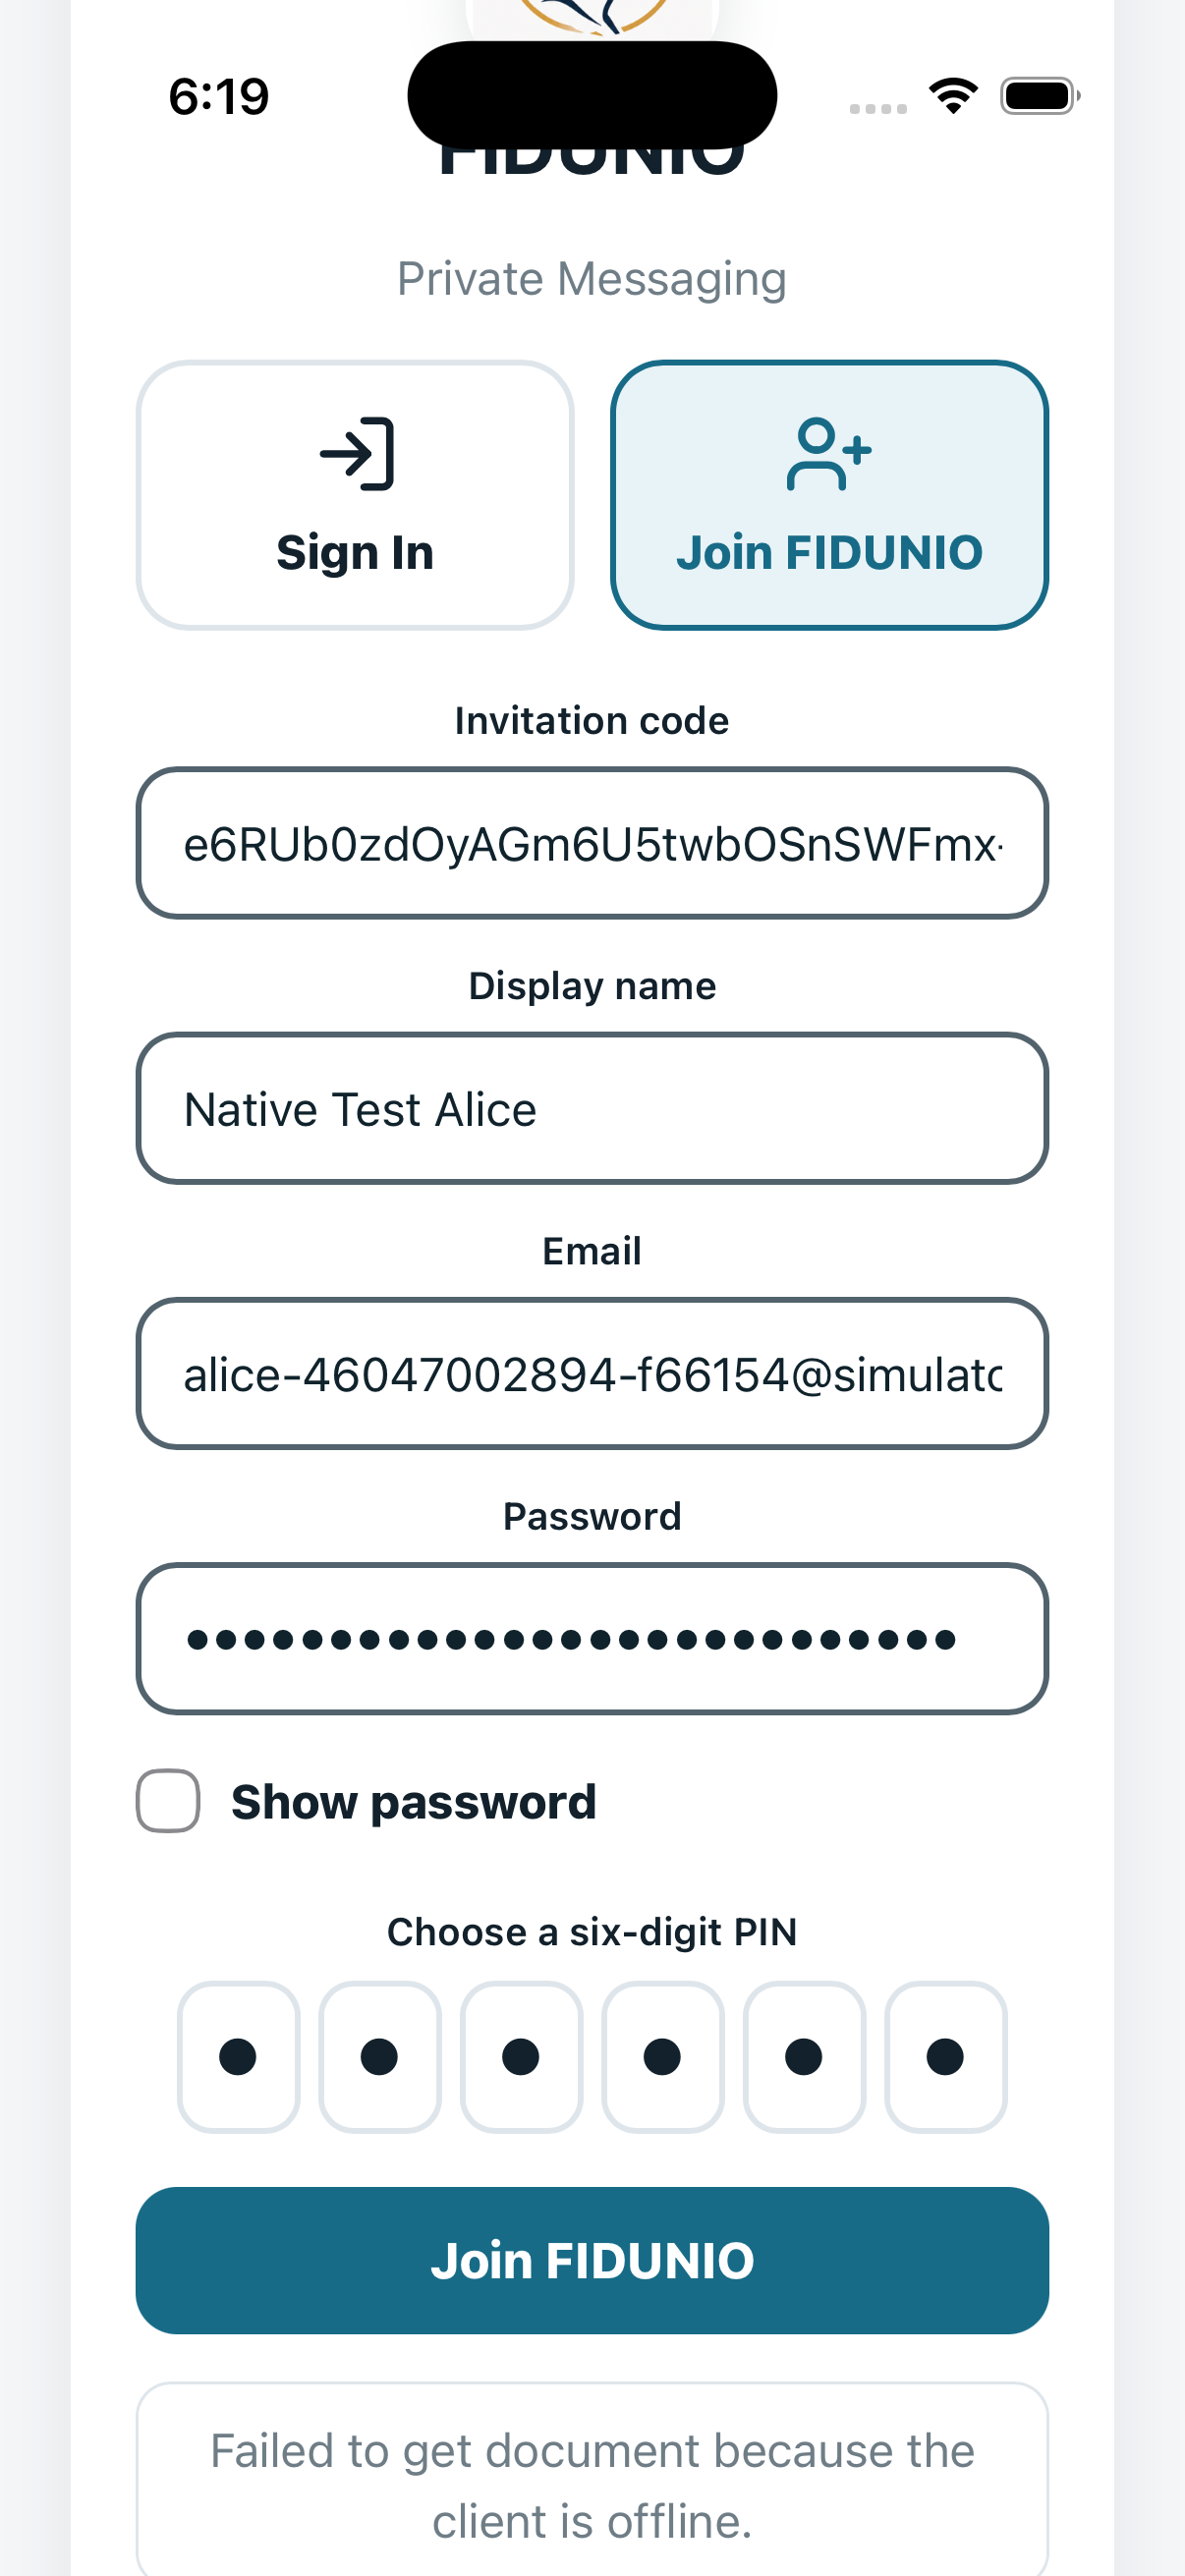 6:19
FIDUNIO
Private Messaging
Sign In
Join FIDUNIO
Invitation code
e6RUb0zdOyAGm6U5twbOSnSWFmx-
Display name
Native Test Alice
Email
alice-46047002894-f66154@simulato
Password
Show password
Choose a six-digit PIN
Join FIDUNIO
Failed to get document because the
client is offline.